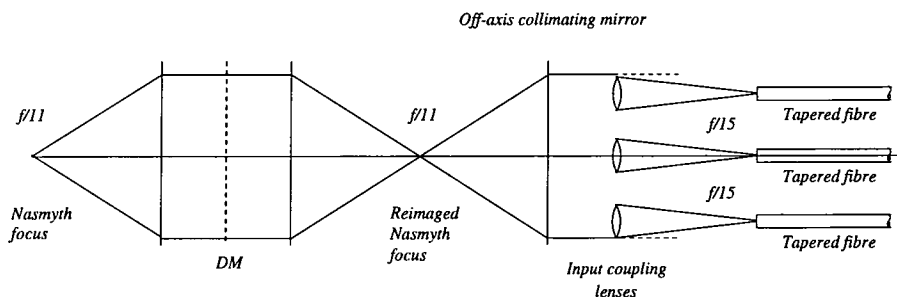 Off-axis collimating mirror
f/11
f/11
Tapered fibre
f/15
Tapered fibre
f/15
Nasmyth
focus
Reimaged
Nasmyth
focus
Tapered fibre
DM
Input coupling
lenses